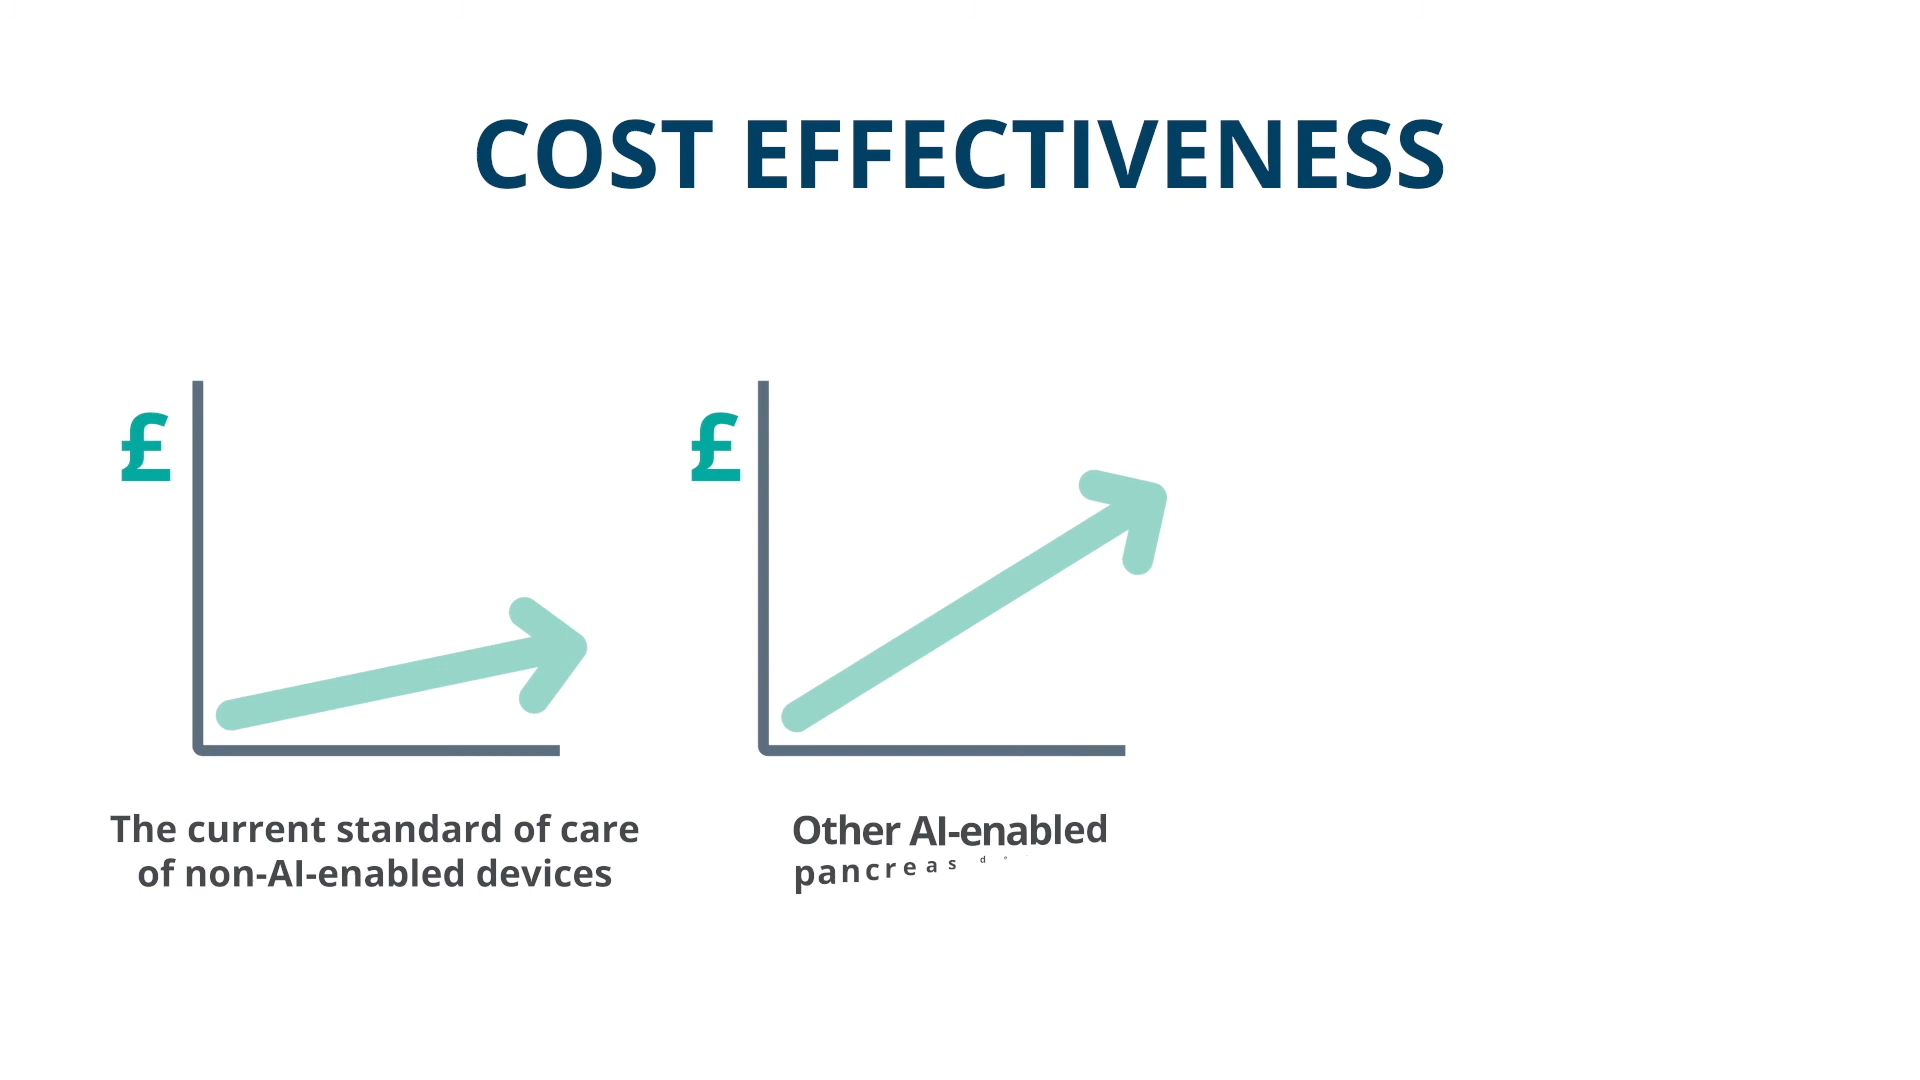 COST EFFECTIVENESS
£
£
The current standard of care
of non-AI-enabled devices
Other AI-enabled
pancreas